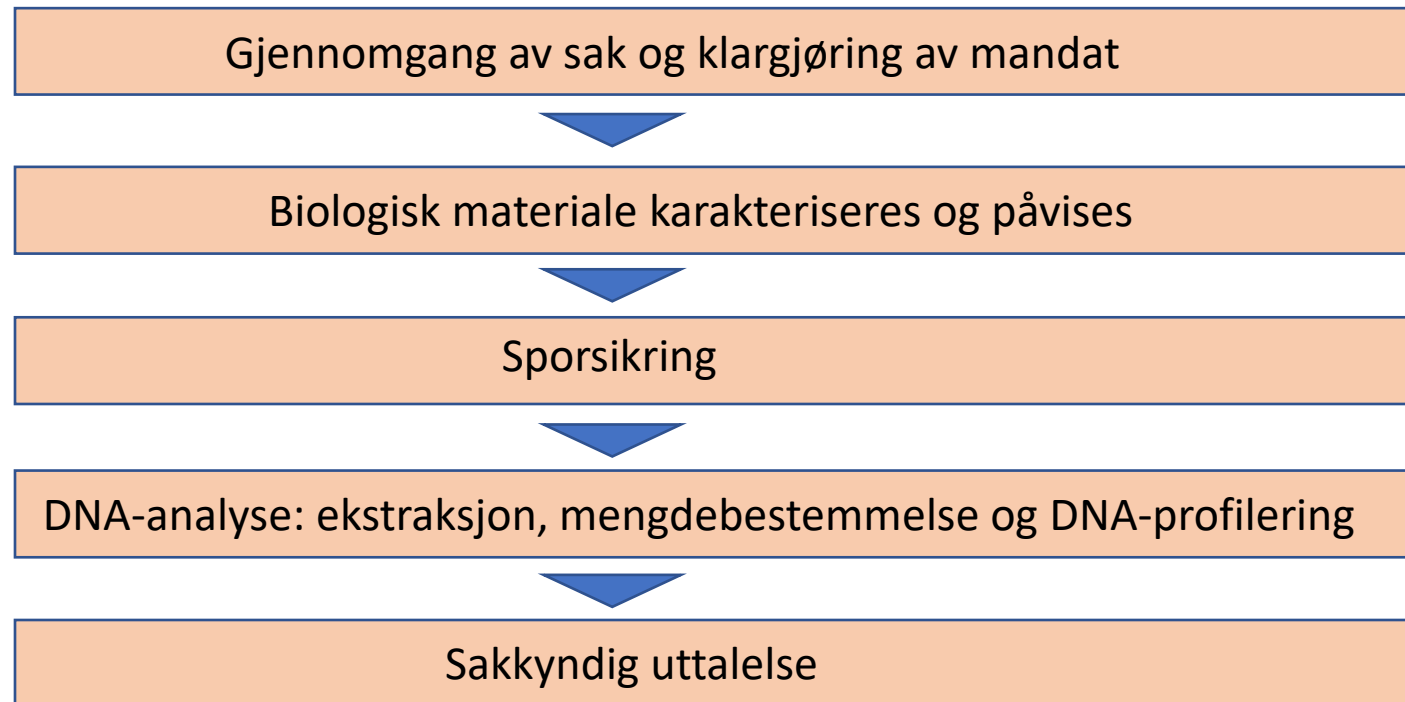 Gjennomgang av sak og klargjøring av mandat
Biologisk materiale karakteriseres og påvises
Sporsikring
DNA-analyse: ekstraksjon, mengdebestemmelse og DNA-profilering
Sakkyndig uttalelse